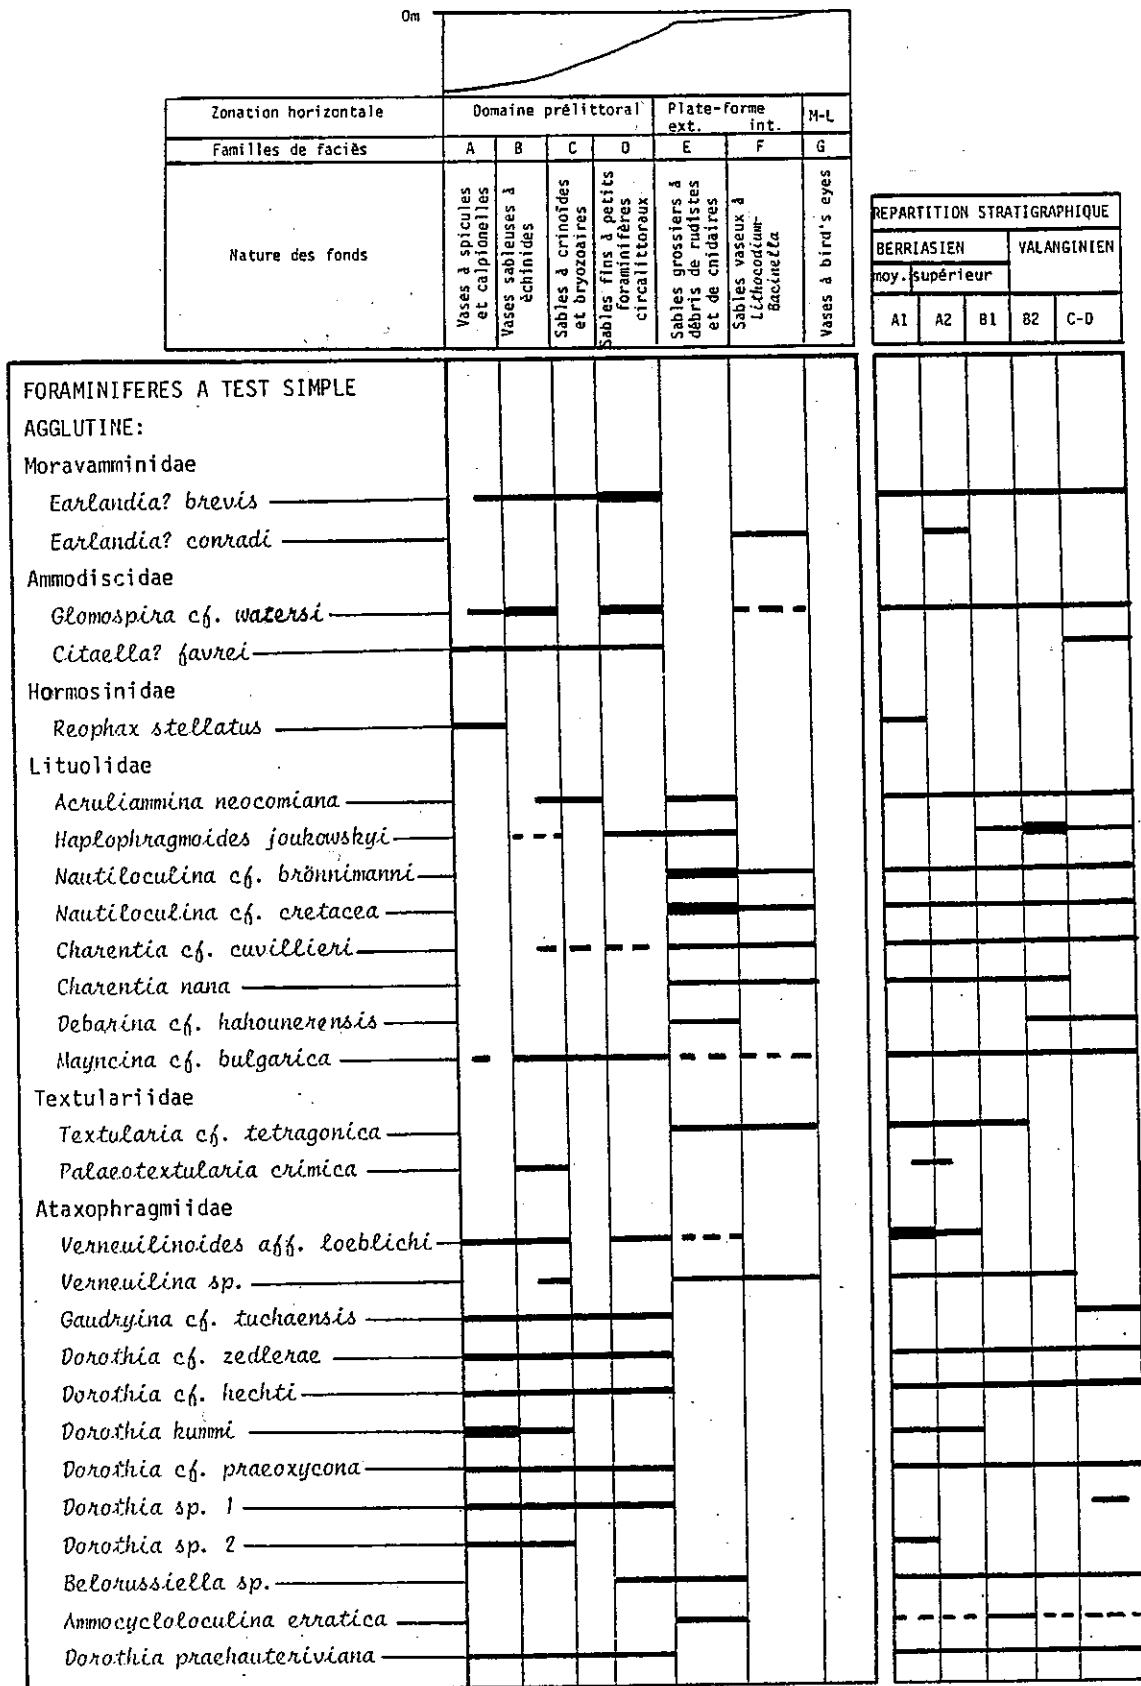 0m
Zonation horizontale
Domaine prélittoral
Plate-forme
ext. int.
M-L
Familles de faciès
A B C D E F G
Nature des fonds
Vases à spicules
et calpionelles
Vases sableuses à
échinides
Sables à crinoïdes
et bryozoaires
Sables fins à petits
foraminifères
circalittoraux
Sables grossiers à
débris de rudistes
et de cnidaires
Sables vaseux à
Lithocodium-
Bacinella
Vases à bird's eyes
REPARTITION STRATIGRAPHIQUE
BERRIASIEN VALANGINIEN
moy. supérieur
A1 A2 B1 B2 C-D
FORAMINIFERES A TEST SIMPLE
AGGLUTINE:
Moravamminidae
Earlandia? brevis
Earlandia? conradi
Ammodiscidae
Glomospira cf. watersi
Citaella? favrei
Hormosinidae
Reophax stellatus
Lituolidae
Acruliammina neocomiana
Haplophragmoides joukowskyi
Nautiloculina cf. brönnimanni
Nautiloculina cf. cretacea
Charentia cf. cuvillieri
Charentia nana
Debarina cf. hahounerensis
Mayncina cf. bulgarica
Textulariidae
Textularia cf. tetragonica
Palaeotextularia crimica
Ataxophragmiidae
Verneuilinoides aff. loeblichi
Verneuilina sp.
Gaudryina cf. tuchaensis
Dorothia cf. zedlerae
Dorothia cf. hechti
Dorothia kummi
Dorothia cf. praeoxycona
Dorothia sp. 1
Dorothia sp. 2
Belorussiella sp.
Ammocycloloculina erratica
Dorothia praehauteriviana